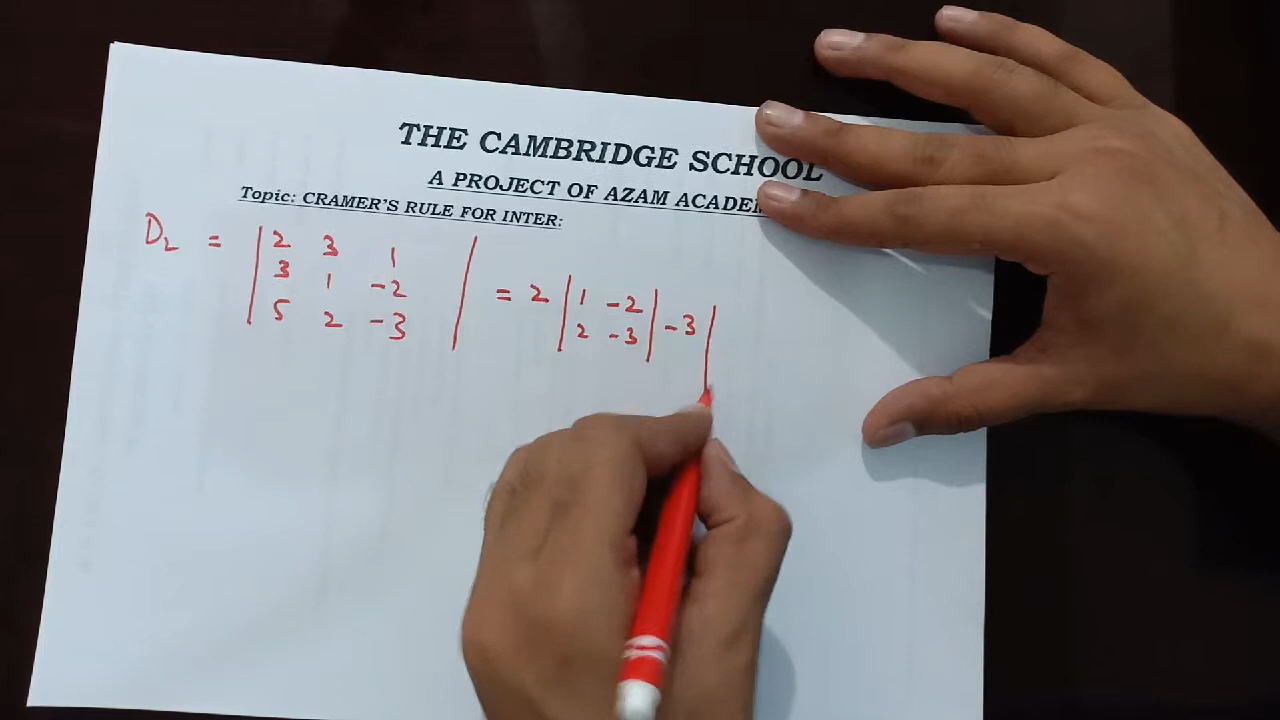 THE CAMBRIDGE SCHOOL
A PROJECT OF AZAM ACADEM
Topic: CRAMER'S RULE FOR INTER:
D₂ = | 2 3 1 | = 2 | 1 -2 | -3 |
| 3 1 -2 | | 2 -3 |
| 5 2 -3 |